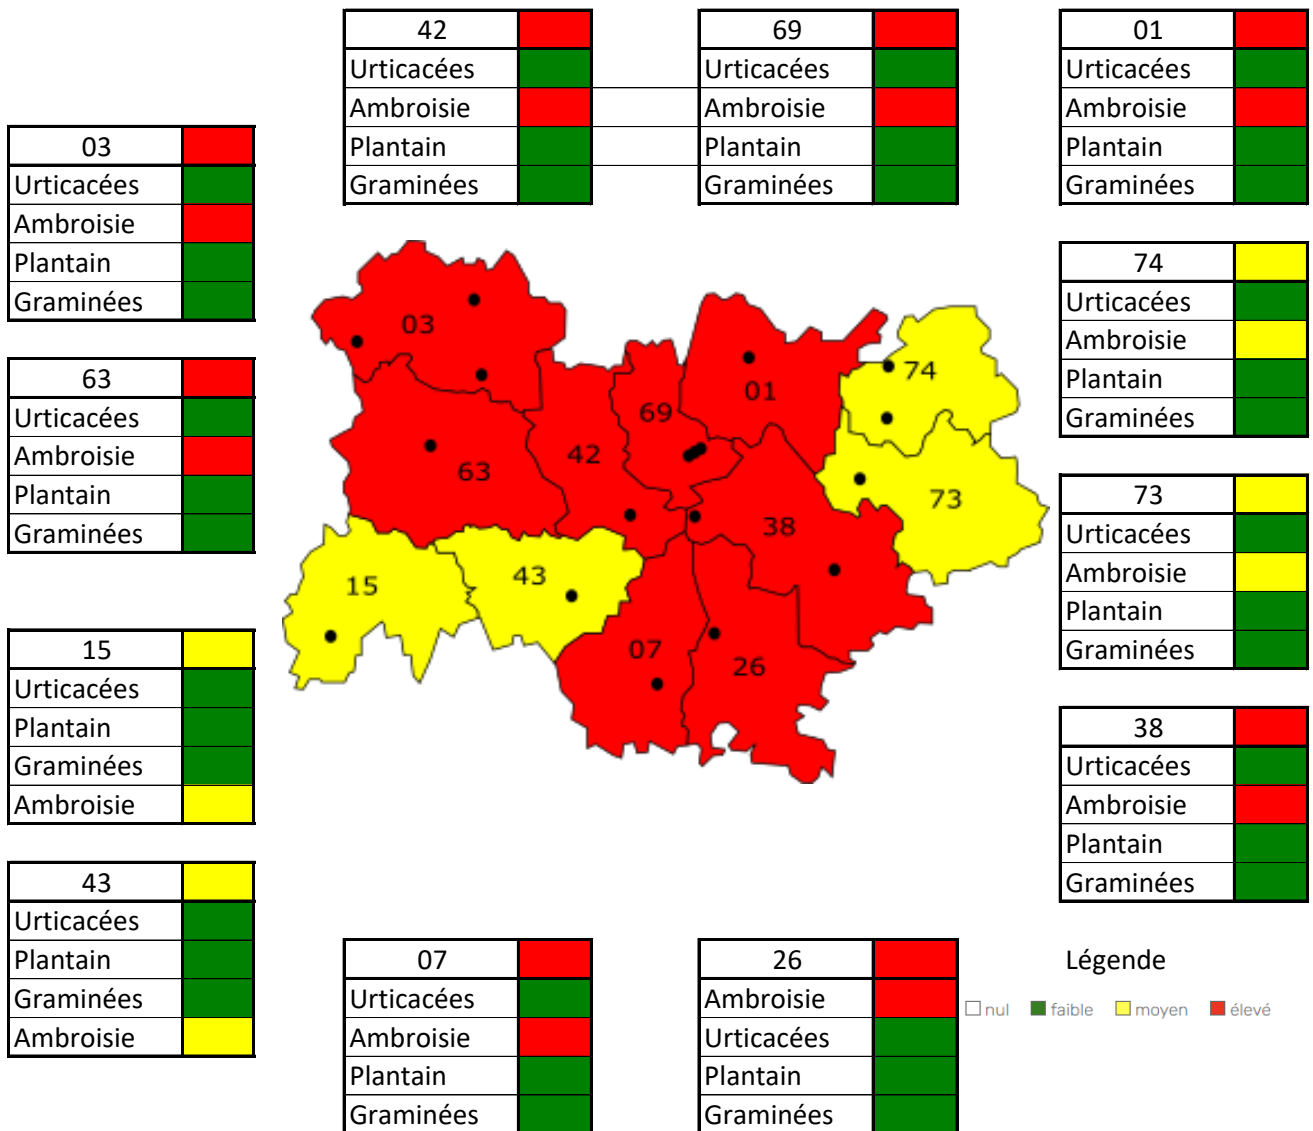 42
Urticacées
Ambroisie
Plantain
Graminées
69
Urticacées
Ambroisie
Plantain
Graminées
01
Urticacées
Ambroisie
Plantain
Graminées
03
Urticacées
Ambroisie
Plantain
Graminées
63
Urticacées
Ambroisie
Plantain
Graminées
15
Urticacées
Plantain
Graminées
Ambroisie
43
Urticacées
Plantain
Graminées
Ambroisie
03
01
74
69
42
63
73
38
43
15
07
26
74
Urticacées
Ambroisie
Plantain
Graminées
73
Urticacées
Ambroisie
Plantain
Graminées
38
Urticacées
Ambroisie
Plantain
Graminées
07
Urticacées
Ambroisie
Plantain
Graminées
26
Ambroisie
Urticacées
Plantain
Graminées
Légende
nul faible moyen élevé